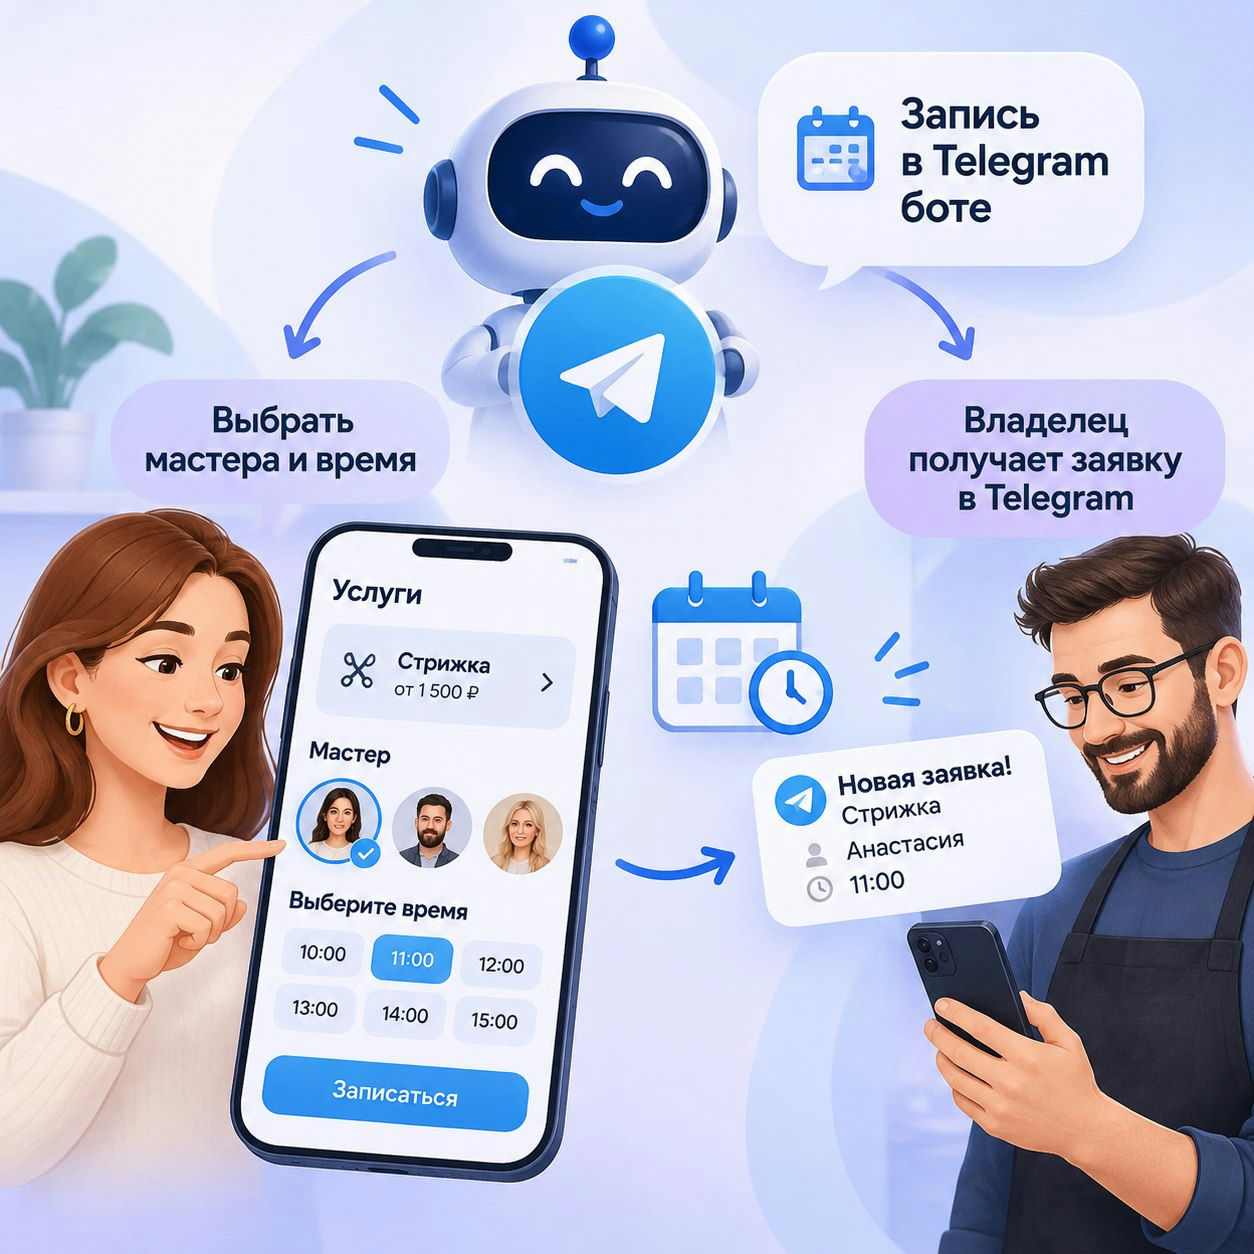 Запись
в Telegram
боте
Выбрать
мастера и время
Владелец
получает заявку
в Telegram
Услуги
Стрижка
от 1 500 ₽
Мастер
Выберите время
10:00 11:00 12:00
13:00 14:00 15:00
Записаться
Новая заявка!
Стрижка
Анастасия
11:00